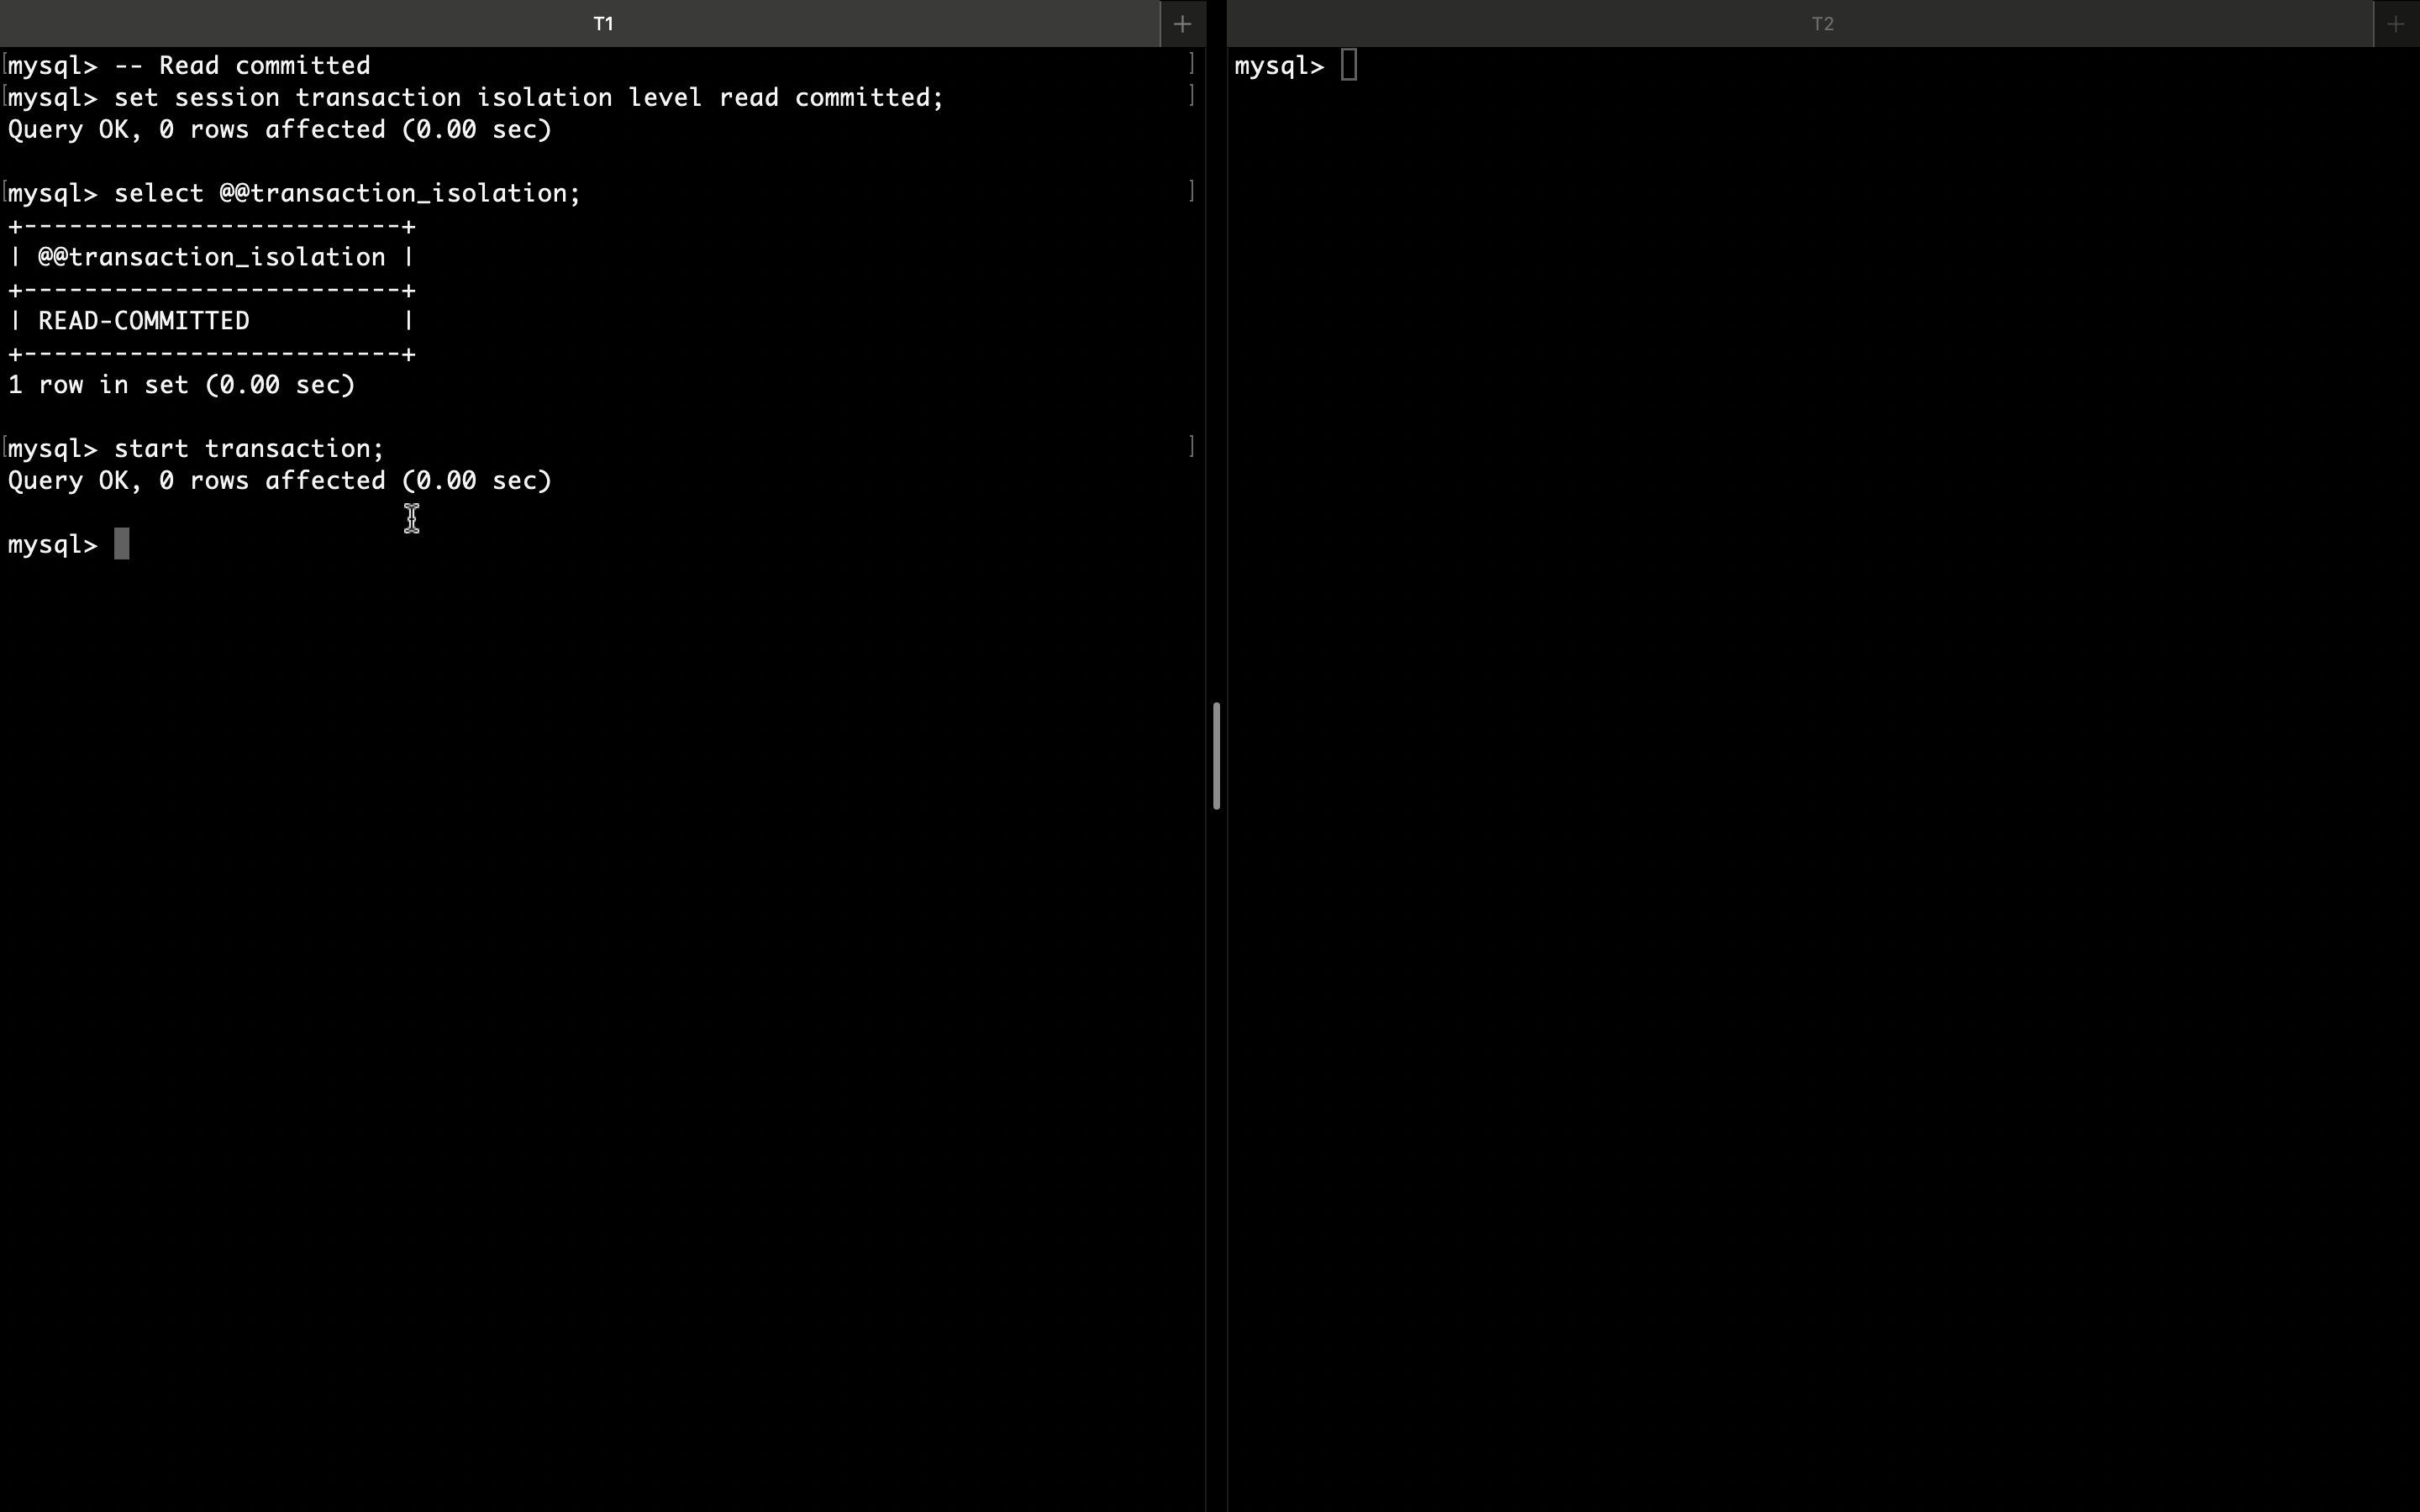 T1
+
mysql> -- Read committed
mysql> set session transaction isolation level read committed;
Query OK, 0 rows affected (0.00 sec)
mysql> select @@transaction_isolation;
+-------------------------+
| @@transaction_isolation |
+-------------------------+
| READ-COMMITTED          |
+-------------------------+
1 row in set (0.00 sec)
mysql> start transaction;
Query OK, 0 rows affected (0.00 sec)
mysql>
T2
+
mysql>